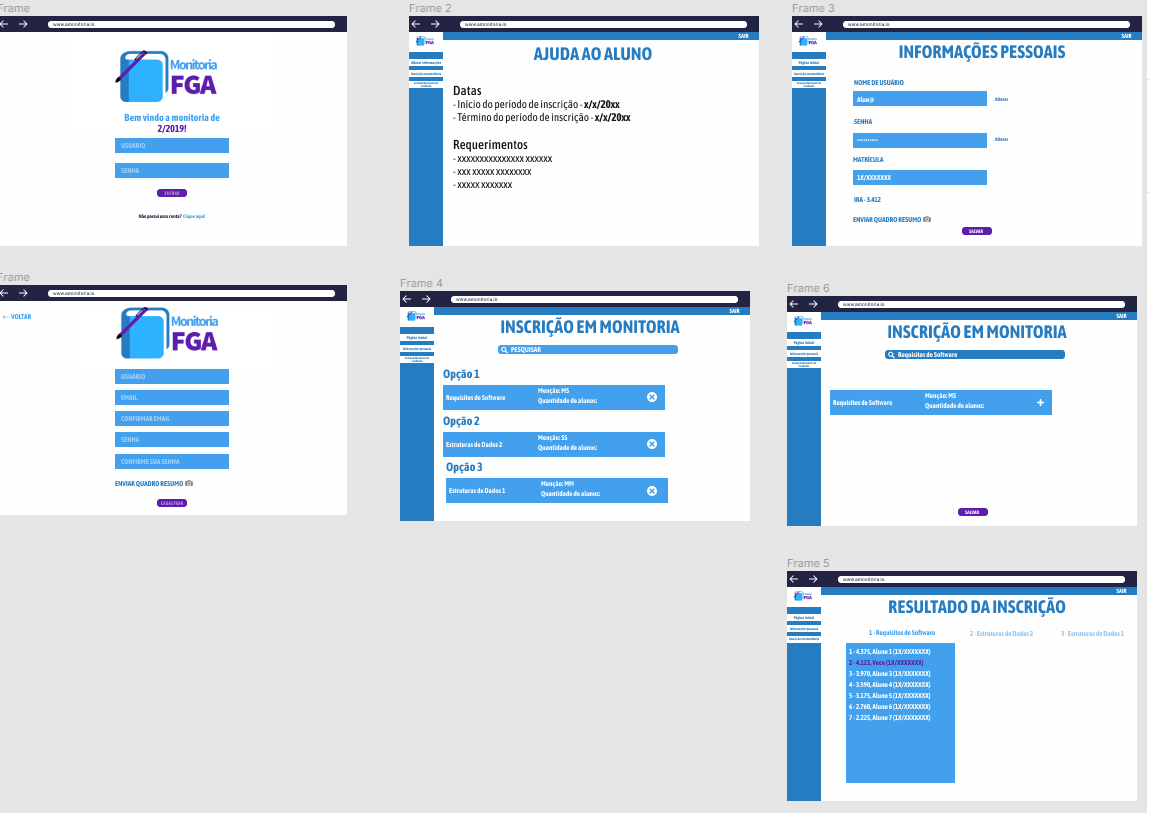 Frame
www.amonitoria.io
Monitoria
FGA
Bem vindo a monitoria de
2/2019!
USUÁRIO
SENHA
ENTRAR
Não possui uma conta? Clique aqui!
Frame 2
www.amonitoria.io
SAIR
FGA
AJUDA AO ALUNO
Alterar informações
Inscrição em monitoria
Datas
- Início do período de inscrição - x/x/20xx
- Término do período de inscrição - x/x/20xx
Requerimentos
- xxxxxxxxxxxxxxx xxxxxx
- xxx xxxxx xxxxxxxx
- xxxxx xxxxxxx
Frame 3
www.amonitoria.io
SAIR
FGA
INFORMAÇÕES PESSOAIS
Página inicial
Inscrição em monitoria
NOME DE USUÁRIO
Alun@
Alterar
SENHA
**********
Alterar
MATRÍCULA
1X/XXXXXXX
IRA - 3.412
ENVIAR QUADRO RESUMO
SALVAR
Frame
www.amonitoria.io
← VOLTAR
Monitoria
FGA
USUÁRIO
EMAIL
CONFIRMAR EMAIL
SENHA
CONFIRME SUA SENHA
ENVIAR QUADRO RESUMO
CADASTRAR
Frame 4
www.amonitoria.io
SAIR
FGA
INSCRIÇÃO EM MONITORIA
Página inicial
Informações pessoais
PESQUISAR
Opção 1
Requisitos de Software
Menção: MS
Quantidade de alunos:
Opção 2
Estruturas de Dados 2
Menção: SS
Quantidade de alunos:
Opção 3
Estruturas de Dados 1
Menção: MM
Quantidade de alunos:
Frame 6
www.amonitoria.io
SAIR
FGA
INSCRIÇÃO EM MONITORIA
Página inicial
Informações pessoais
Requisitos de Software
Requisitos de Software
Menção: MS
Quantidade de alunos:
+
SALVAR
Frame 5
www.amonitoria.io
SAIR
FGA
RESULTADO DA INSCRIÇÃO
Página inicial
Informações pessoais
Inscrição em monitoria
1 - Requisitos de Software
2 - Estruturas de Dados 2
3 - Estruturas de Dados 1
1 - 4.375, Aluno 1 (1X/XXXXXXX)
2 - 4.123, Voce (1X/XXXXXXX)
3 - 3.970, Aluno 3 (1X/XXXXXXX)
4 - 3.590, Aluno 4 (1X/XXXXXXX)
5 - 3.175, Aluno 5 (1X/XXXXXXX)
6 - 2.760, Aluno 6 (1X/XXXXXXX)
7 - 2.225, Aluno 7 (1X/XXXXXXX)